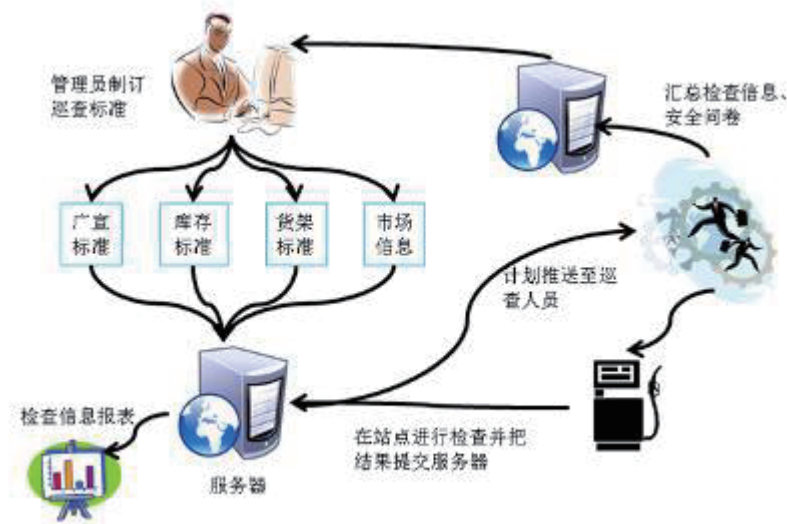 管理员制订
巡查标准
汇总检查信息、
安全问卷
广宣
标准
库存
标准
货架
标准
市场
信息
计划推送至巡
查人员
检查信息报表
在站点进行检查并把
结果提交服务器
服务器